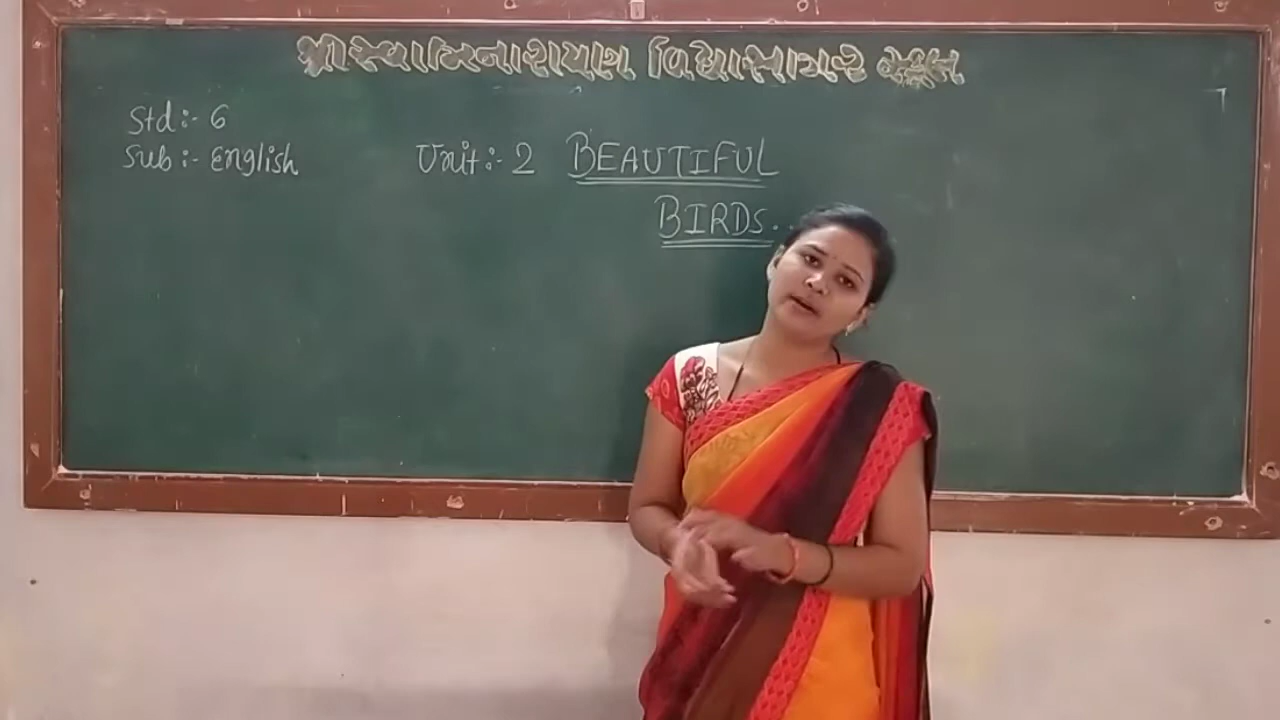 શ્રી સ્વામિનારાયણ વિદ્યાસાગર સ્કૂલ
Std :- 6
Sub :- English
Unit :- 2 BEAUTIFUL
BIRDS..